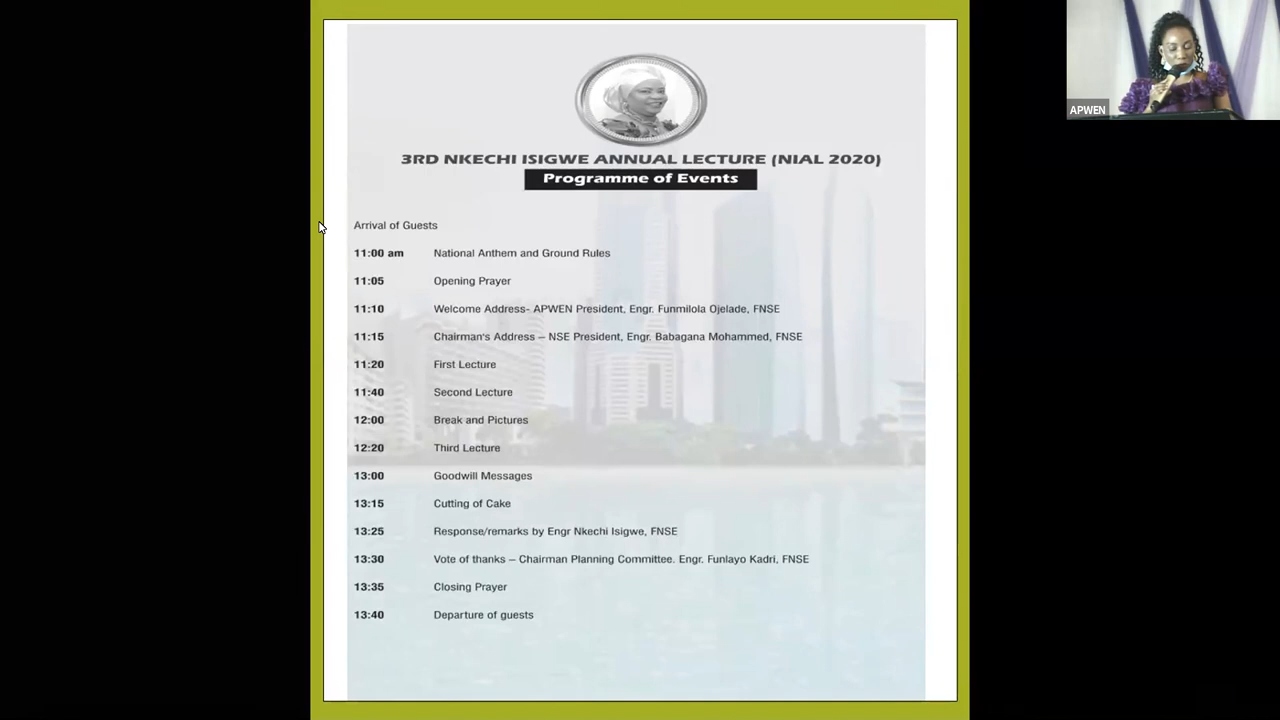 3RD NKECHI ISIGWE ANNUAL LECTURE (NIAL 2020)
Programme of Events
Arrival of Guests
11:00 am National Anthem and Ground Rules
11:05 Opening Prayer
11:10 Welcome Address- APWEN President, Engr. Funmilola Ojelade, FNSE
11:15 Chairman's Address – NSE President, Engr. Babagana Mohammed, FNSE
11:20 First Lecture
11:40 Second Lecture
12:00 Break and Pictures
12:20 Third Lecture
13:00 Goodwill Messages
13:15 Cutting of Cake
13:25 Response/remarks by Engr Nkechi Isigwe, FNSE
13:30 Vote of thanks – Chairman Planning Committee. Engr. Funlayo Kadri, FNSE
13:35 Closing Prayer
13:40 Departure of guests
APWEN